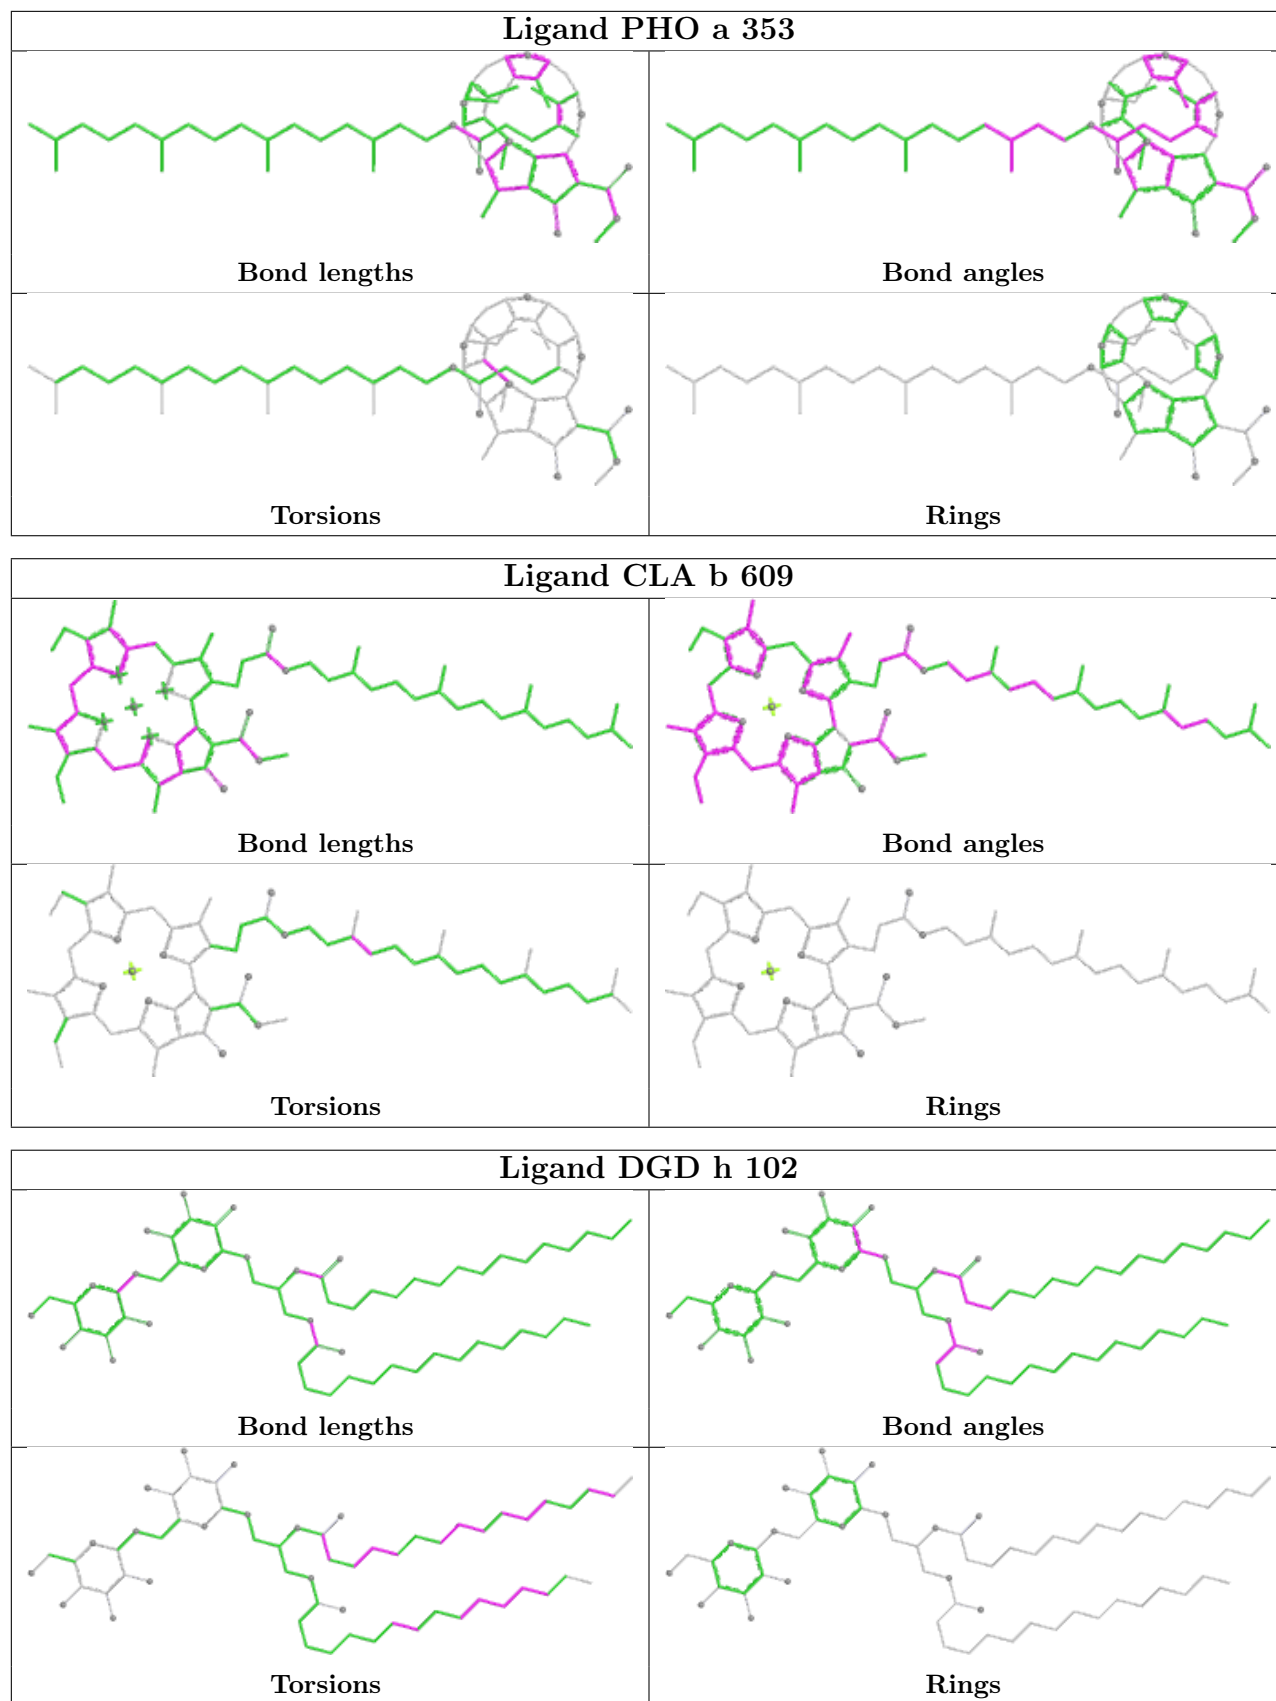 Ligand PHO a 353
Bond lengths
Bond angles
Torsions
Rings
Ligand CLA b 609
Bond lengths
Bond angles
Torsions
Rings
Ligand DGD h 102
Bond lengths
Bond angles
Torsions
Rings